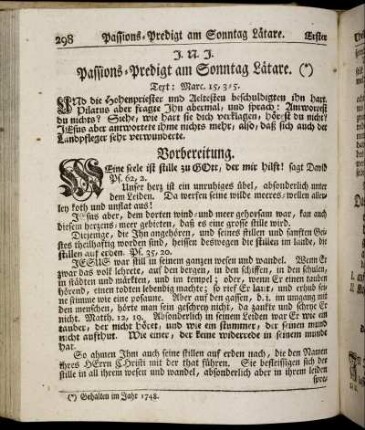 298 Passions-Predigt am Sonntag Lätare. Erster
J. N. J.
Passions-Predigt am Sonntag Lätare. (*)
Text: Marc. 15, 3-5.
Und die Hohenpriester und Aeltesten beschuldigten ihn hart.
Pilatus aber fragte Ihn abermal, und sprach: Antwortest
du nichts? Siehe, wie hart sie dich verklagen, hörest du nicht?
JEsus aber antwortete ihme nichts mehr, also, daß sich auch der
Landpfleger sehr verwunderte.
Vorbereitung.
Meine seele ist stille zu GOtt, der mir hilft! sagt David
Ps. 62, 2.
Unser herz ist ein unruhiges übel, absonderlich unter
dem Leiden. Da werfen seine wilde meeres-wellen aller-
ley koth und unflat aus!
JEsus aber, dem dorten wind und meer gehorsam war, kan auch
diesem herzens-meer gebieten, daß es eine grosse stille wird.
Diejenige, die Ihn angehören, und seines stillen und sanften Gei-
stes theilhaftig worden sind, heissen deswegen die stillen im lande, die
stillen auf erden. Ps. 35, 20.
JESUS war still in seinem ganzen wesen und wandel. Wenn Er
zwar das volk lehrete, auf den bergen, in den schiffen, in den schulen,
in städten und märkten, und im tempel; oder, wenn Er einen tauben
hörend, einen todten lebendig machte; so rief Er laut, und erhub sei-
ne stimme wie eine posaune. Aber auf den gassen, d. i. im umgang mit
den menschen, hörte man sein geschrey nicht, da zankte und schrye Er
nicht. Matth. 12, 19. Absonderlich in seinem Leiden war Er wie ein
tauber, der nicht höret, und wie ein stummer, der seinen mund
nicht aufthut. Wie einer, der keine widerrede in seinem munde
hat.
So ahmen Ihm auch seine stillen auf erden nach, die den Namen
ihres HErrn Christi mit der that führen. Sie befleissigen sich der
stille in all ihrem wesen und wandel, absonderlich aber in ihrem leiden
(*) Gehalten im Jahr 1748.